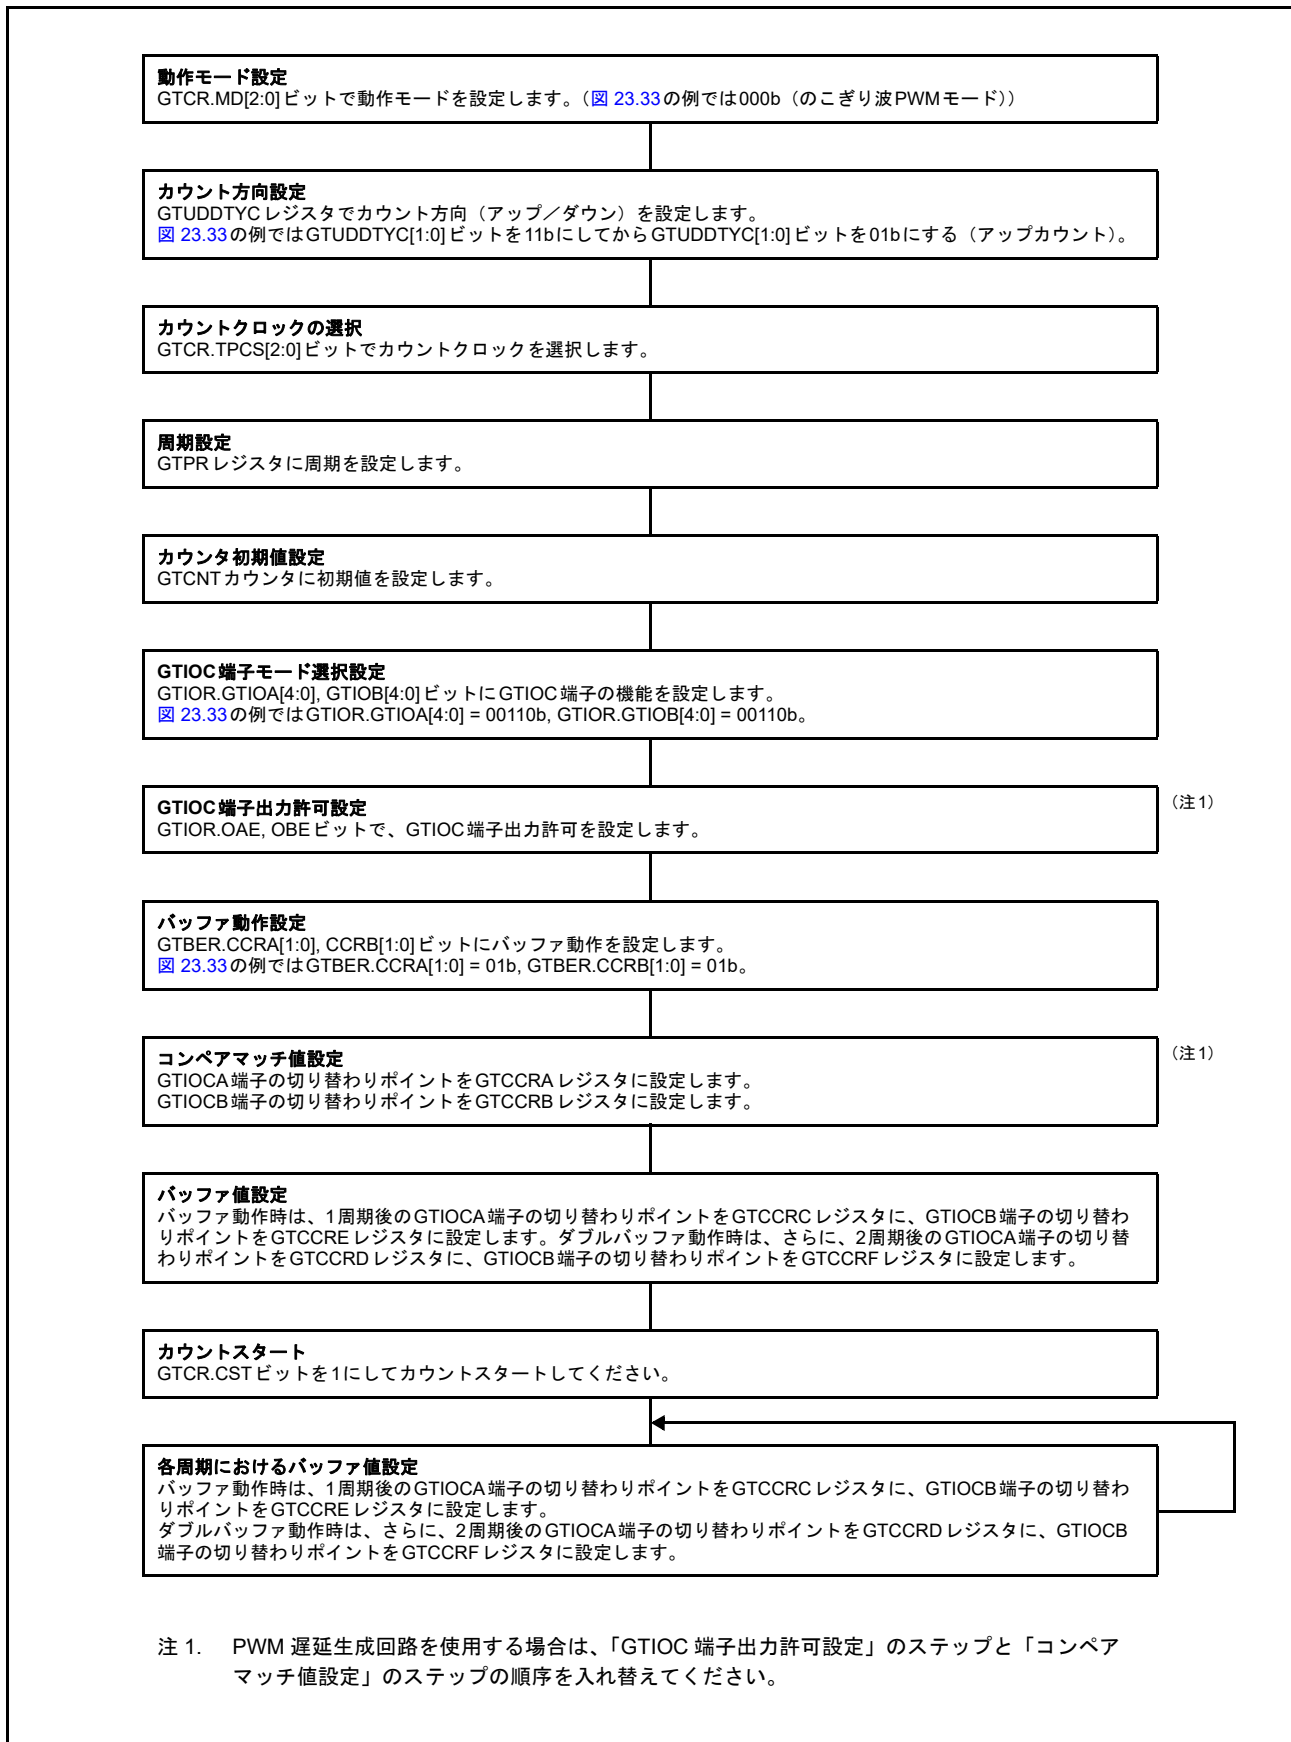 動作モード設定
GTCR.MD[2:0]ビットで動作モードを設定します。（図 23.33の例では000b（のこぎり波PWMモード））
カウント方向設定
GTUDDTYCレジスタでカウント方向（アップ／ダウン）を設定します。
図 23.33の例ではGTUDDTYC[1:0]ビットを11bにしてからGTUDDTYC[1:0]ビットを01bにする（アップカウント）。
カウントクロックの選択
GTCR.TPCS[2:0]ビットでカウントクロックを選択します。
周期設定
GTPRレジスタに周期を設定します。
カウンタ初期値設定
GTCNTカウンタに初期値を設定します。
GTIOC端子モード選択設定
GTIOR.GTIOA[4:0], GTIOB[4:0]ビットにGTIOC端子の機能を設定します。
図 23.33の例ではGTIOR.GTIOA[4:0] = 00110b, GTIOR.GTIOB[4:0] = 00110b。
GTIOC端子出力許可設定
（注1）
GTIOR.OAE, OBEビットで、GTIOC端子出力許可を設定します。
バッファ動作設定
GTBER.CCRA[1:0], CCRB[1:0]ビットにバッファ動作を設定します。
図 23.33の例ではGTBER.CCRA[1:0] = 01b, GTBER.CCRB[1:0] = 01b。
コンペアマッチ値設定
（注1）
GTIOCA端子の切り替わりポイントをGTCCRAレジスタに設定します。
GTIOCB端子の切り替わりポイントをGTCCRBレジスタに設定します。
バッファ値設定
バッファ動作時は、1周期後のGTIOCA端子の切り替わりポイントをGTCCRCレジスタに、GTIOCB端子の切り替わ
りポイントをGTCCREレジスタに設定します。ダブルバッファ動作時は、さらに、2周期後のGTIOCA端子の切り替
わりポイントをGTCCRDレジスタに、GTIOCB端子の切り替わりポイントをGTCCRFレジスタに設定します。
カウントスタート
GTCR.CSTビットを1にしてカウントスタートしてください。
各周期におけるバッファ値設定
バッファ動作時は、1周期後のGTIOCA端子の切り替わりポイントをGTCCRCレジスタに、GTIOCB端子の切り替わ
りポイントをGTCCREレジスタに設定します。
ダブルバッファ動作時は、さらに、2周期後のGTIOCA端子の切り替わりポイントをGTCCRDレジスタに、GTIOCB
端子の切り替わりポイントをGTCCRFレジスタに設定します。
注 1. PWM 遅延生成回路を使用する場合は、「GTIOC 端子出力許可設定」のステップと「コンペア
マッチ値設定」のステップの順序を入れ替えてください。